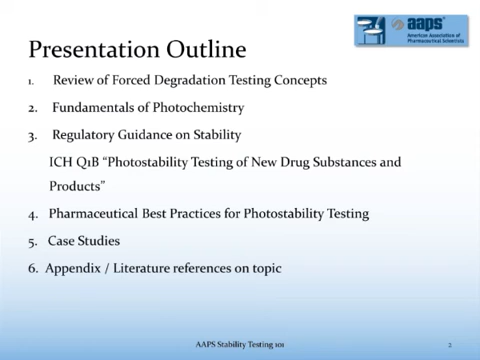 aaps
American Association of
Pharmaceutical Scientists
Presentation Outline
1. Review of Forced Degradation Testing Concepts
2. Fundamentals of Photochemistry
3. Regulatory Guidance on Stability
ICH Q1B “Photostability Testing of New Drug Substances and
Products”
4. Pharmaceutical Best Practices for Photostability Testing
5. Case Studies
6. Appendix / Literature references on topic
AAPS Stability Testing 101
2